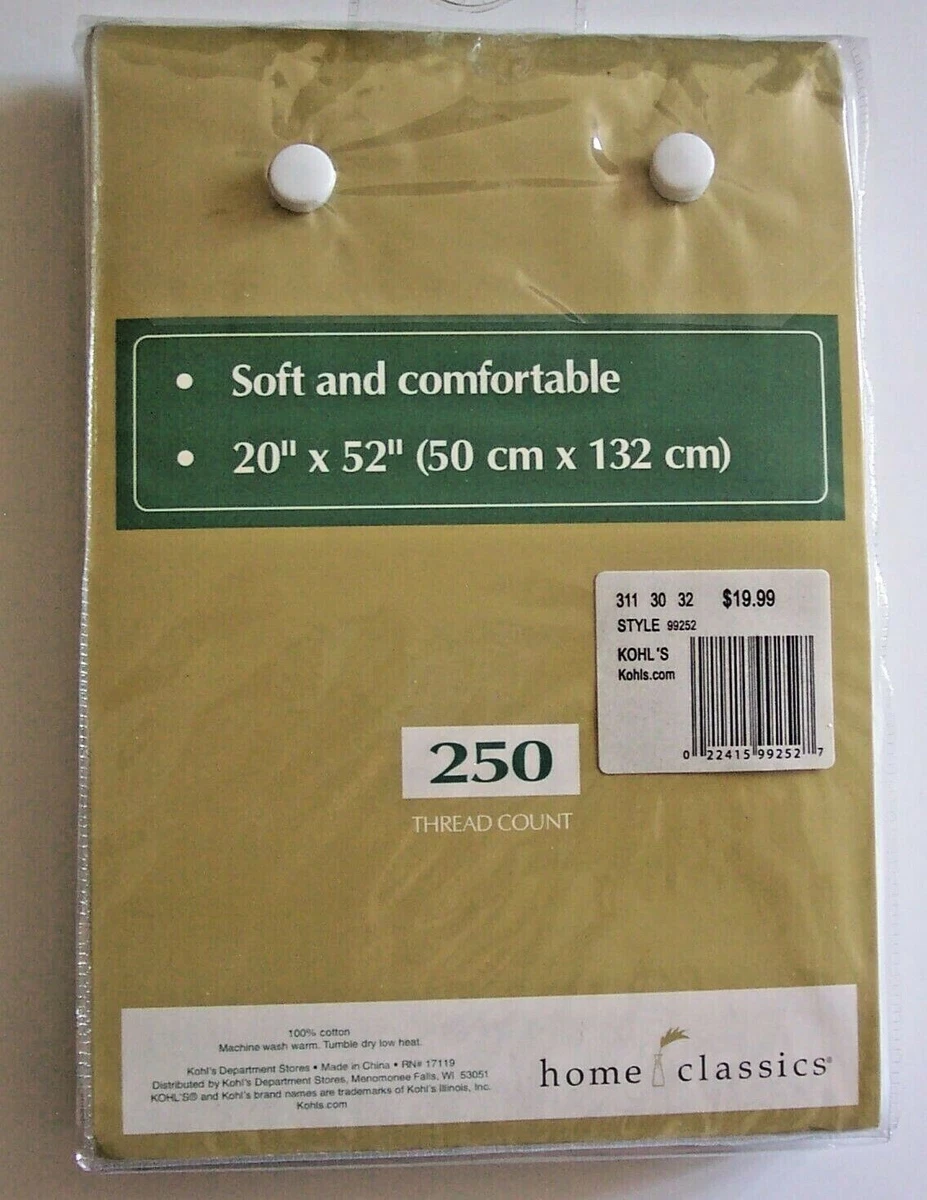 • Soft and comfortable
• 20" x 52" (50 cm x 132 cm)
311 30 32 $19.99
STYLE 99252
KOHL'S
Kohls.com
0 22415 99252 7
250
THREAD COUNT
100% cotton
Machine wash warm. Tumble dry low heat.
Kohl's Department Stores • Made in China • RN# 17119
Distributed by Kohl's Department Stores, Menomonee Falls, WI 53051
KOHL'S® and Kohl's brand names are trademarks of Kohl's Illinois, Inc.
Kohls.com
home classics®